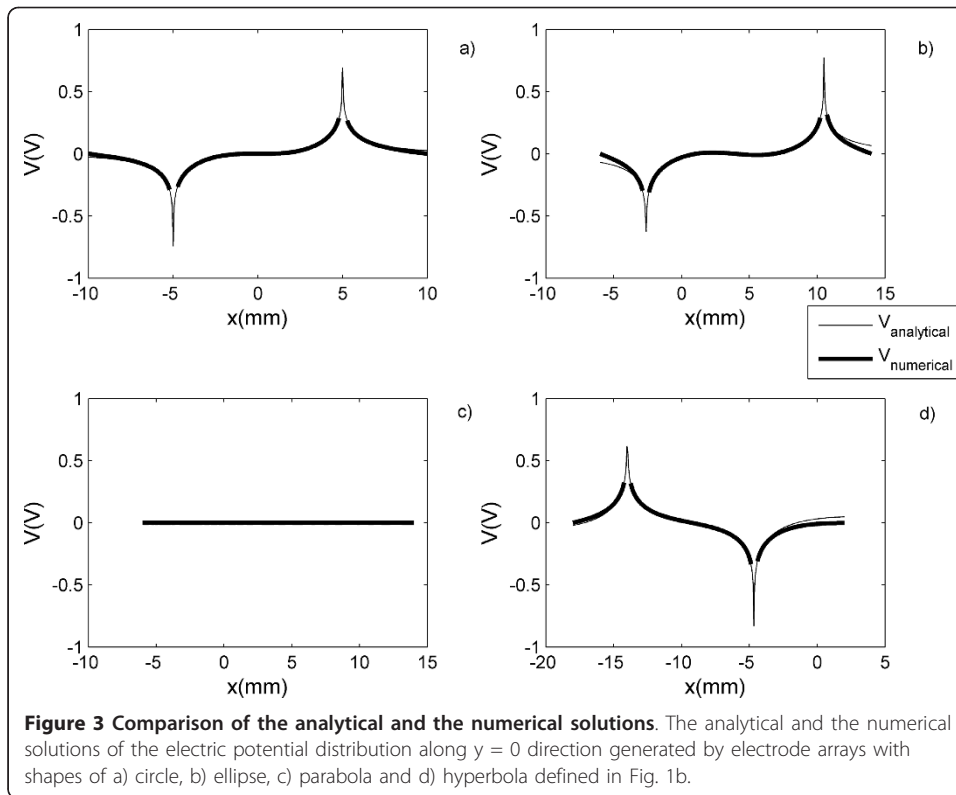 1
0.5
0
-0.5
-1
V(V)
-10 -5 0 5 10
x(mm)
a)
1
0.5
0
-0.5
-1
V(V)
-10 -5 0 5 10 15
x(mm)
b)
V_analytical
V_numerical
1
0.5
0
-0.5
-1
V(V)
-10 -5 0 5 10 15
x(mm)
c)
1
0.5
0
-0.5
-1
V(V)
-20 -15 -10 -5 0 5
x(mm)
d)
Figure 3 Comparison of the analytical and the numerical solutions. The analytical and the numerical
solutions of the electric potential distribution along y = 0 direction generated by electrode arrays with
shapes of a) circle, b) ellipse, c) parabola and d) hyperbola defined in Fig. 1b.